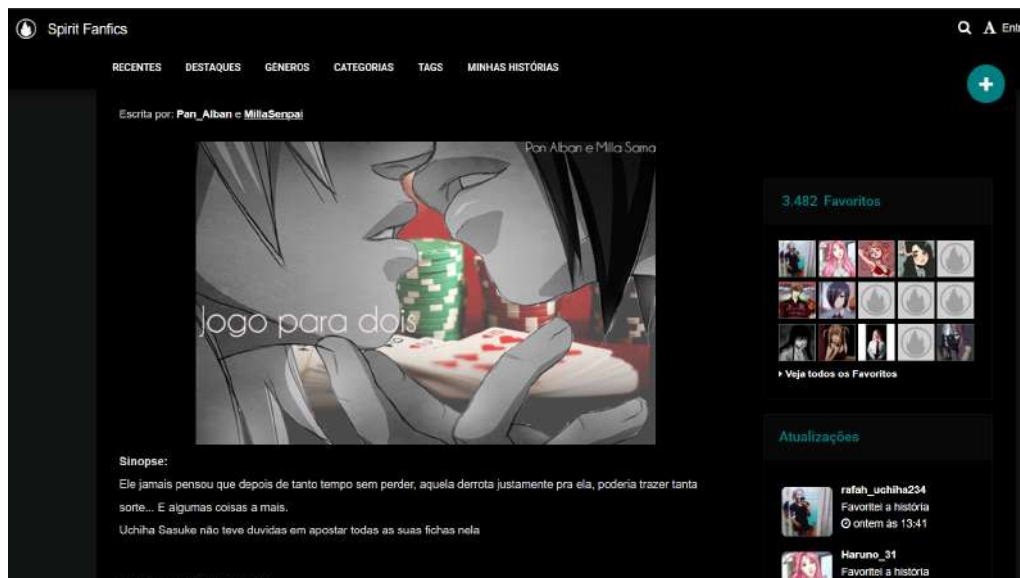 Spirit Fanfics
RECENTES DESTAQUES GÊNEROS CATEGORIAS TAGS MINHAS HISTÓRIAS
Escrita por: Pan_Alban e MillaSenpai
Pan Alban e Milla Sama
Jogo para dois
Sinopse:
Ele jamais pensou que depois de tanto tempo sem perder, aquela derrota justamente pra ela, poderia trazer tanta
sorte... E algumas coisas a mais.
Uchiha Sasuke não teve duvidas em apostar todas as suas fichas nela
A Entr
+
3.482 Favoritos
Veja todos os Favoritos
Atualizações
rafah_uchiha234
Favoritei a história
ontem às 13:41
Haruno_31
Favoritei a história